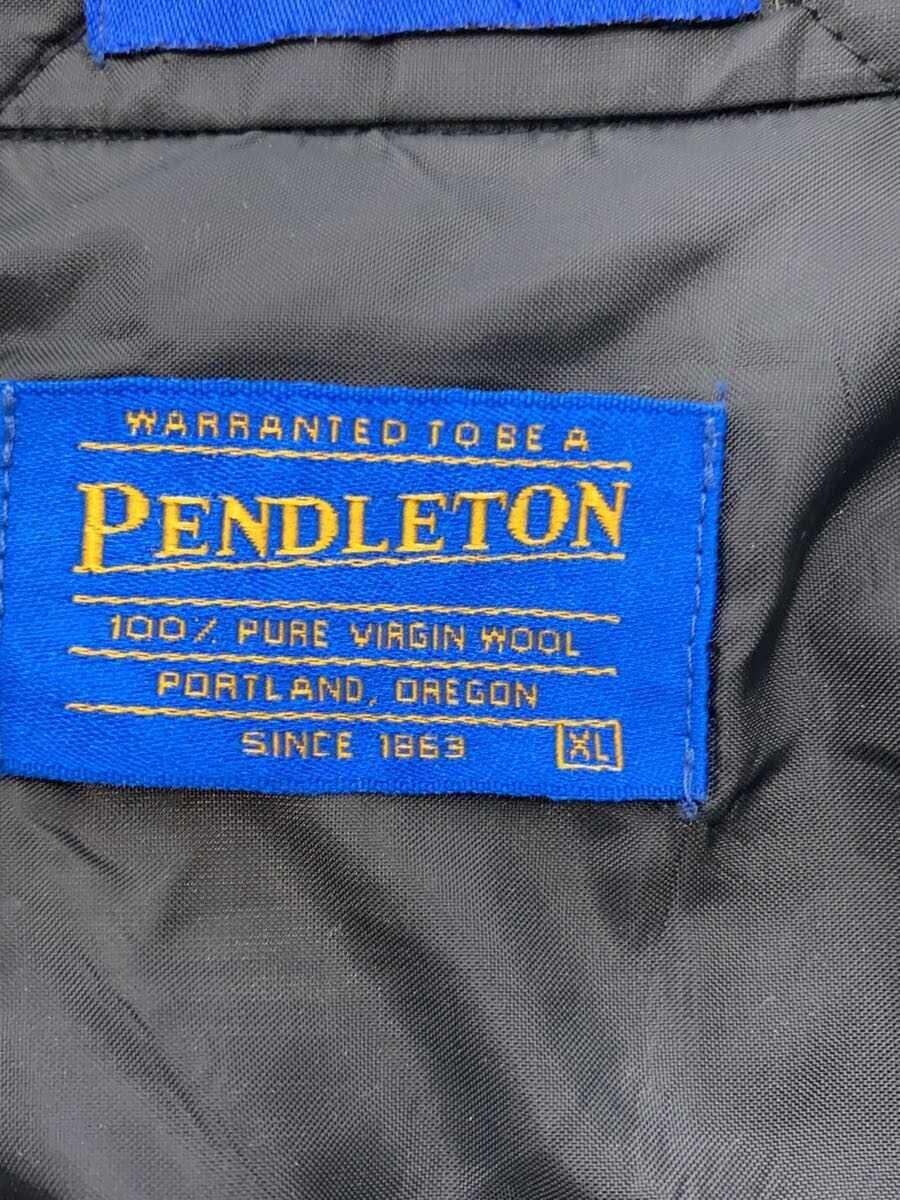 WARRANTED TO BE A
PENDLETON
100% PURE VIRGIN WOOL
PORTLAND, OREGON
SINCE 1863 XL